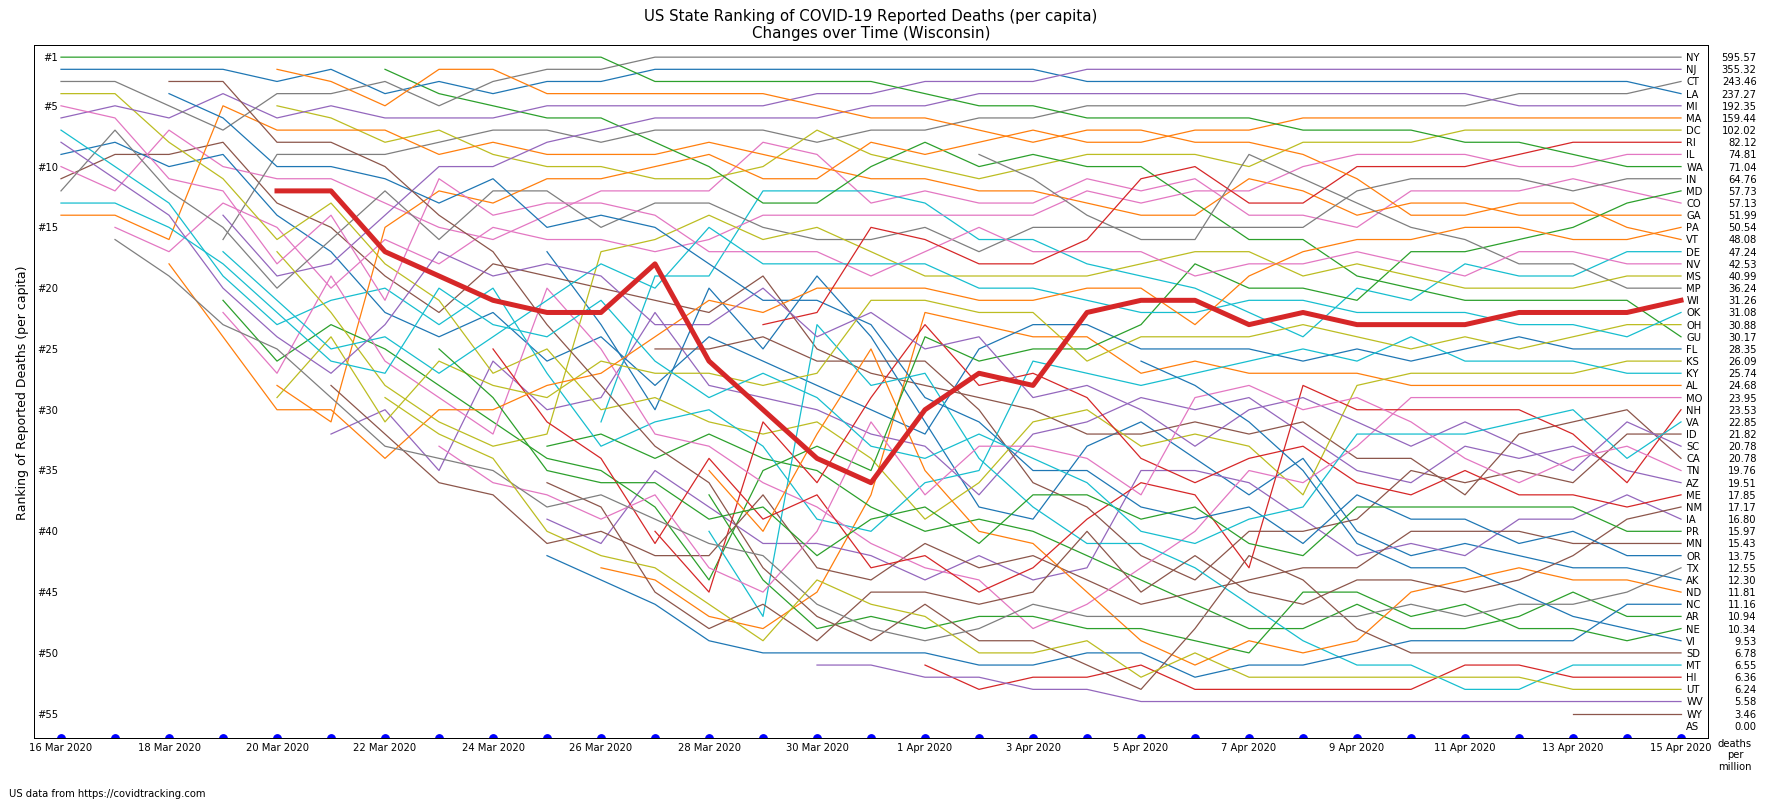 US State Ranking of COVID-19 Reported Deaths (per capita)
Changes over Time (Wisconsin)
Ranking of Reported Deaths (per capita)
#1
#5
#10
#15
#20
#25
#30
#35
#40
#45
#50
#55
NY 595.57
NJ 355.32
CT 243.46
LA 237.27
MI 192.35
MA 159.44
DC 102.02
RI 82.12
IL 74.81
WA 71.04
IN 64.76
MD 57.73
CO 57.13
GA 51.99
PA 50.54
VT 48.08
DE 47.24
NV 42.53
MS 40.99
MP 36.24
WI 31.26
OK 31.08
OH 30.88
GU 30.17
FL 28.35
KS 26.09
KY 25.74
AL 24.68
MO 23.95
NH 23.53
VA 22.85
ID 21.82
SC 20.78
CA 20.78
TN 19.76
AZ 19.51
ME 17.85
NM 17.17
IA 16.80
PR 15.97
MN 15.43
OR 13.75
TX 12.55
AK 12.30
ND 11.81
NC 11.16
AR 10.94
NE 10.34
VI 9.53
SD 6.78
MT 6.55
HI 6.36
UT 6.24
WV 5.58
WY 3.46
AS 0.00
16 Mar 2020 18 Mar 2020 20 Mar 2020 22 Mar 2020 24 Mar 2020 26 Mar 2020 28 Mar 2020 30 Mar 2020 1 Apr 2020 3 Apr 2020 5 Apr 2020 7 Apr 2020 9 Apr 2020 11 Apr 2020 13 Apr 2020 15 Apr 2020
deaths
per
million
US data from https://covidtracking.com